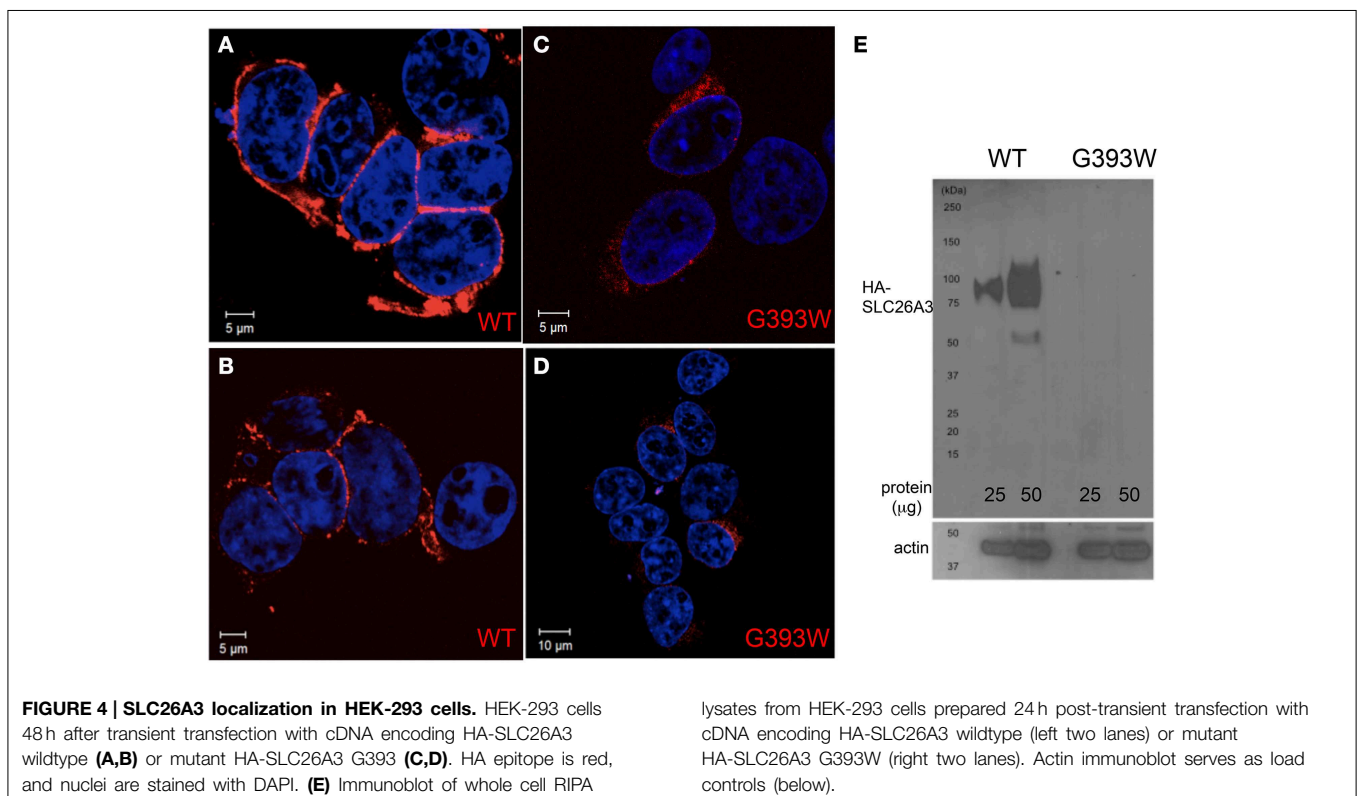 A
5 µm
WT
C
5 µm
G393W
B
5 µm
WT
D
10 µm
G393W
E
WT G393W
(kDa)
250
150
100
HA-
SLC26A3
75
50
37
25
20
15
protein
(µg)
25 50 25 50
50
actin
37
FIGURE 4 | SLC26A3 localization in HEK-293 cells. HEK-293 cells
48 h after transient transfection with cDNA encoding HA-SLC26A3
wildtype (A,B) or mutant HA-SLC26A3 G393 (C,D). HA epitope is red,
and nuclei are stained with DAPI. (E) Immunoblot of whole cell RIPA
lysates from HEK-293 cells prepared 24 h post-transient transfection with
cDNA encoding HA-SLC26A3 wildtype (left two lanes) or mutant
HA-SLC26A3 G393W (right two lanes). Actin immunoblot serves as load
controls (below).